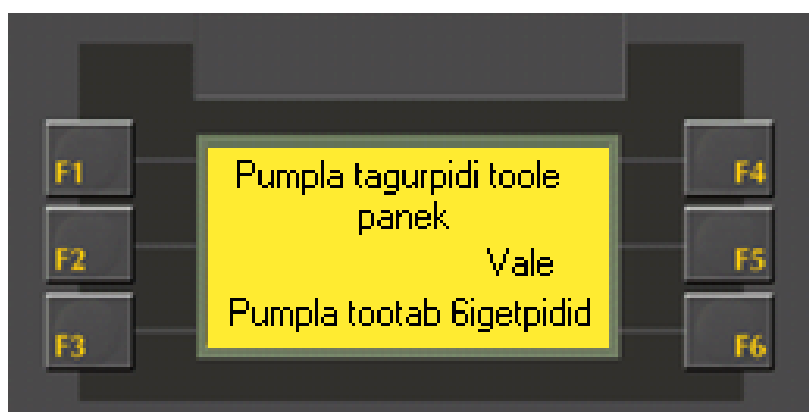 F1
F4
Pumpla tagurpidi toole
panek
F2
Vale
F5
Pumpla tootab 6igetpidid
F3
F6